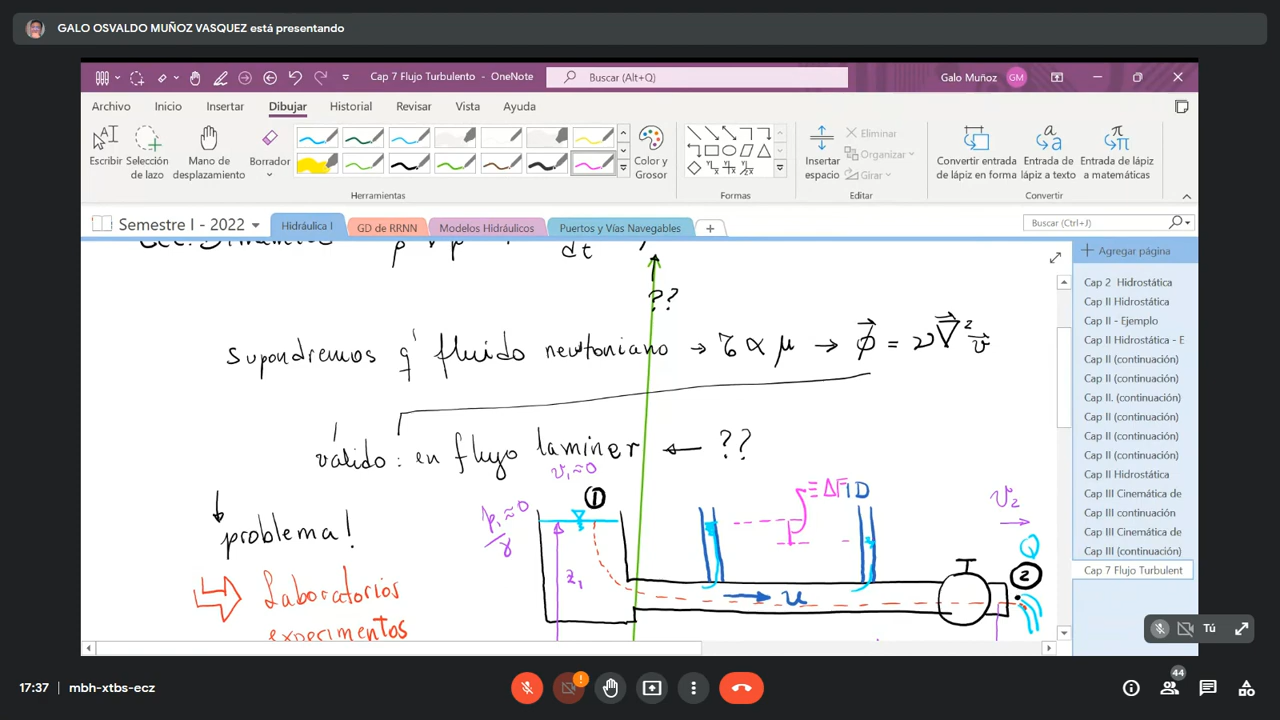 GALO OSVALDO MUÑOZ VASQUEZ está presentando
Cap 7 Flujo Turbulento - OneNote
Buscar (Alt+Q)
Galo Muñoz
GM
Archivo Inicio Insertar Dibujar Historial Revisar Vista Ayuda
Escribir
Selección de lazo
Mano de desplazamiento
Borrador
Color y Grosor
Insertar espacio
Eliminar
Organizar
Girar
Convertir entrada de lápiz en forma
Entrada de lápiz a texto
Entrada de lápiz a matemáticas
Herramientas
Formas
Editar
Convertir
Semestre I - 2022
Hidráulica I
GD de RRNN
Modelos Hidráulicos
Puertos y Vías Navegables
Buscar (Ctrl+J)
Agregar página
Cap 2 Hidrostática
Cap II Hidrostática
Cap II - Ejemplo
Cap II Hidrostática - E
Cap II (continuación)
Cap II (continuación)
Cap II. (continuación)
Cap II (continuación)
Cap II (continuación)
Cap II (continuación)
Cap II Hidrostática
Cap III Cinemática de
Cap III continuación
Cap III Cinemática de
Cap III (continuación)
Cap 7 Flujo Turbulent
dt
??
supondremos q' fluido newtoniano → τ ∝ μ → φ⃗ = ν∇⃗² v⃗
válido: en flujo laminar ← ??
v₁≈0
①
p₁/γ ≈0
≡ΔFID
v₂
problema!
z₁
Q
②
u
Laboratorios
experimentos
Tú
17:37 mbh-xtbs-ecz
44